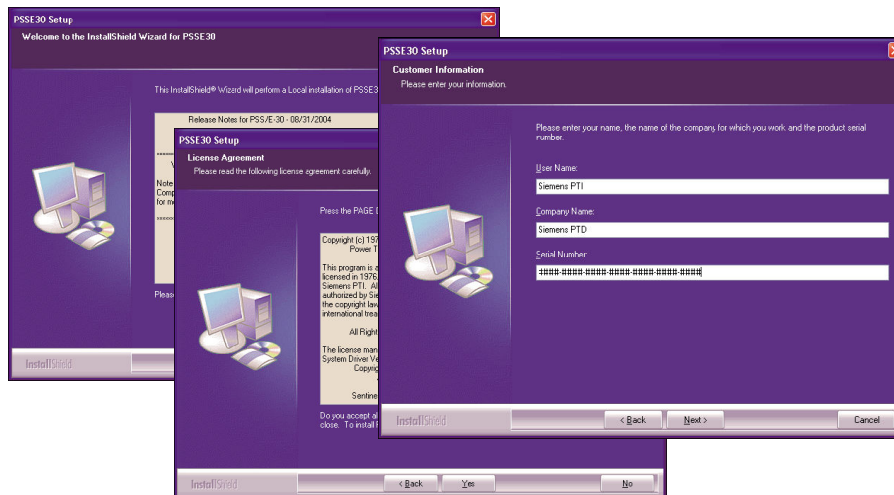 PSSE30 Setup
Welcome to the InstallShield Wizard for PSSE30
This InstallShield® Wizard will perform a Local installation of PSSE3
Release Notes for PSS/E-30 - 08/31/2004
Note
Comp
for m
Pleas
InstallShield
PSSE30 Setup
License Agreement
Please read the following license agreement carefully.
Press the PAGE
Copyright (c) 197
Power T
This program is a
licensed in 1976.
Siemens PTI. Al
authorized by Sie
the copyright law
international trea
All Righ
The license man
System Driver Ve
Copyrig
Sentine
Do you accept al
close. To install
InstallShield
< Back
Yes
No
PSSE30 Setup
Customer Information
Please enter your information.
Please enter your name, the name of the company for which you work and the product serial
number.
User Name:
Siemens PTI
Company Name:
Siemens PTD
Serial Number
####-####-####-####-####-####-####
InstallShield
< Back
Next >
Cancel